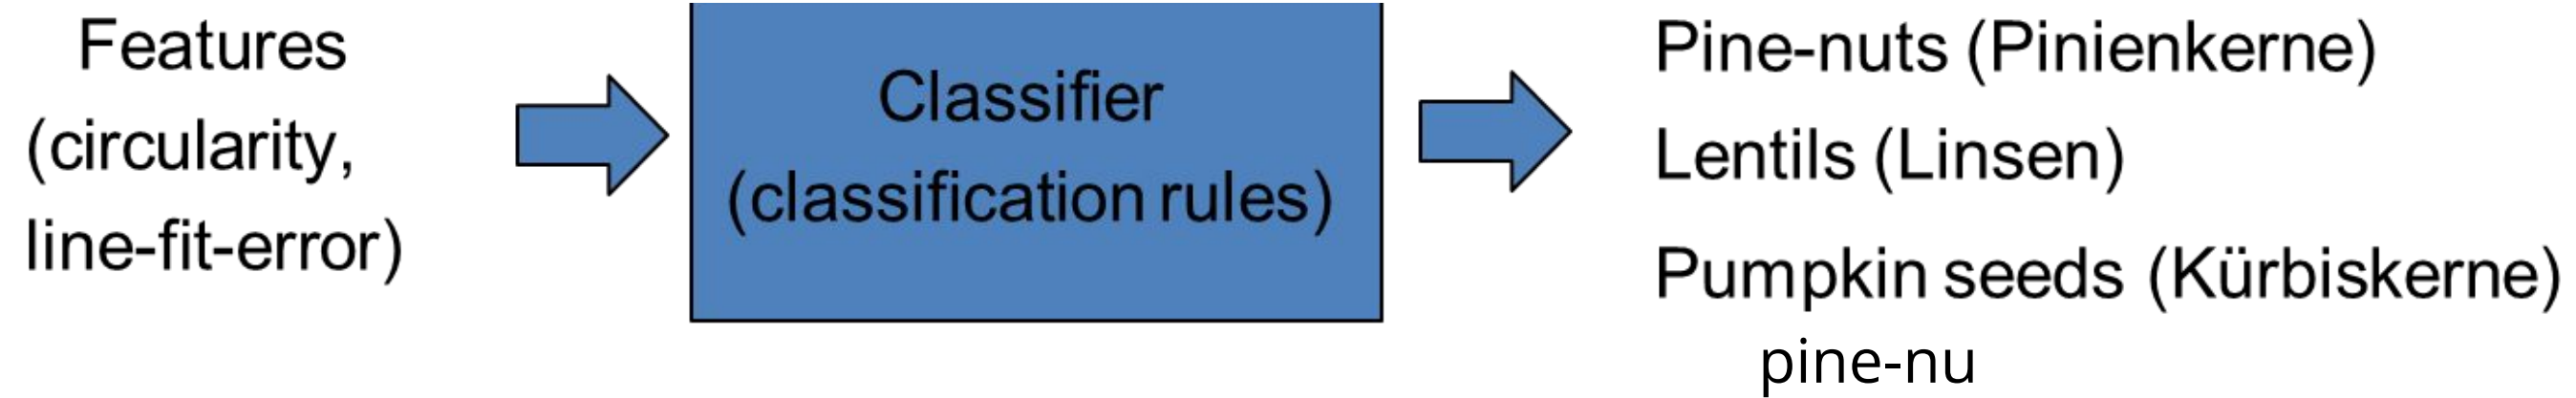 Features
(circularity,
line-fit-error)
Classifier
(classification rules)
Pine-nuts (Pinienkerne)
Lentils (Linsen)
Pumpkin seeds (Kürbiskerne)
pine-nu